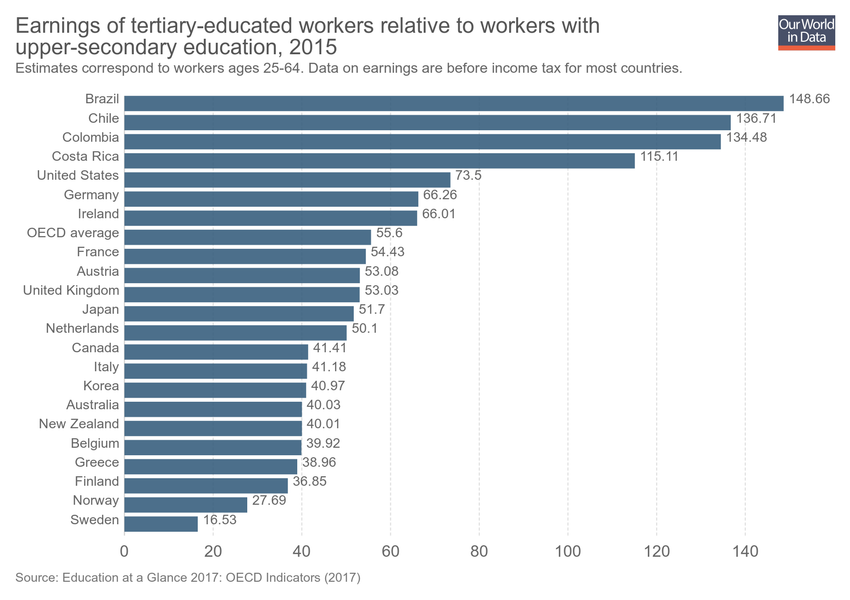 Earnings of tertiary-educated workers relative to workers with
upper-secondary education, 2015
Our World
in Data
Estimates correspond to workers ages 25-64. Data on earnings are before income tax for most countries.
Brazil 148.66
Chile 136.71
Colombia 134.48
Costa Rica 115.11
United States 73.5
Germany 66.26
Ireland 66.01
OECD average 55.6
France 54.43
Austria 53.08
United Kingdom 53.03
Japan 51.7
Netherlands 50.1
Canada 41.41
Italy 41.18
Korea 40.97
Australia 40.03
New Zealand 40.01
Belgium 39.92
Greece 38.96
Finland 36.85
Norway 27.69
Sweden 16.53
0 20 40 60 80 100 120 140
Source: Education at a Glance 2017: OECD Indicators (2017)